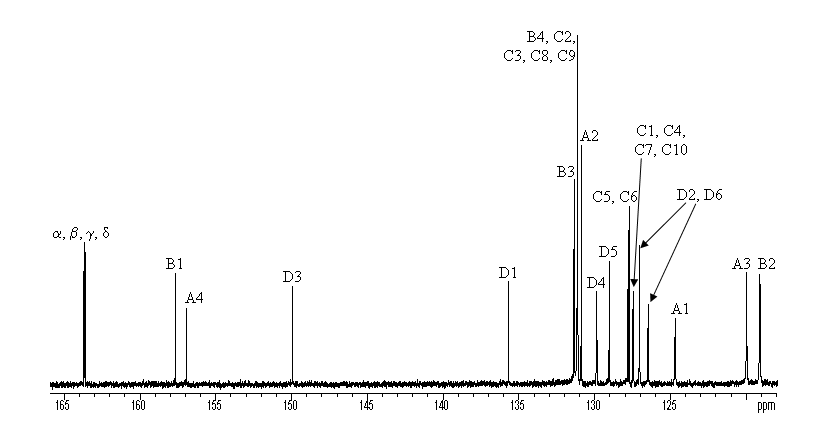 B4, C2,
C3, C8, C9
C1, C4,
C7, C10
A2
B3
C5, C6
D2, D6
α, β, γ, δ
D5
B1
D3
D1
A3 B2
D4
A4
A1
165 160 155 150 145 140 135 130 125 ppm